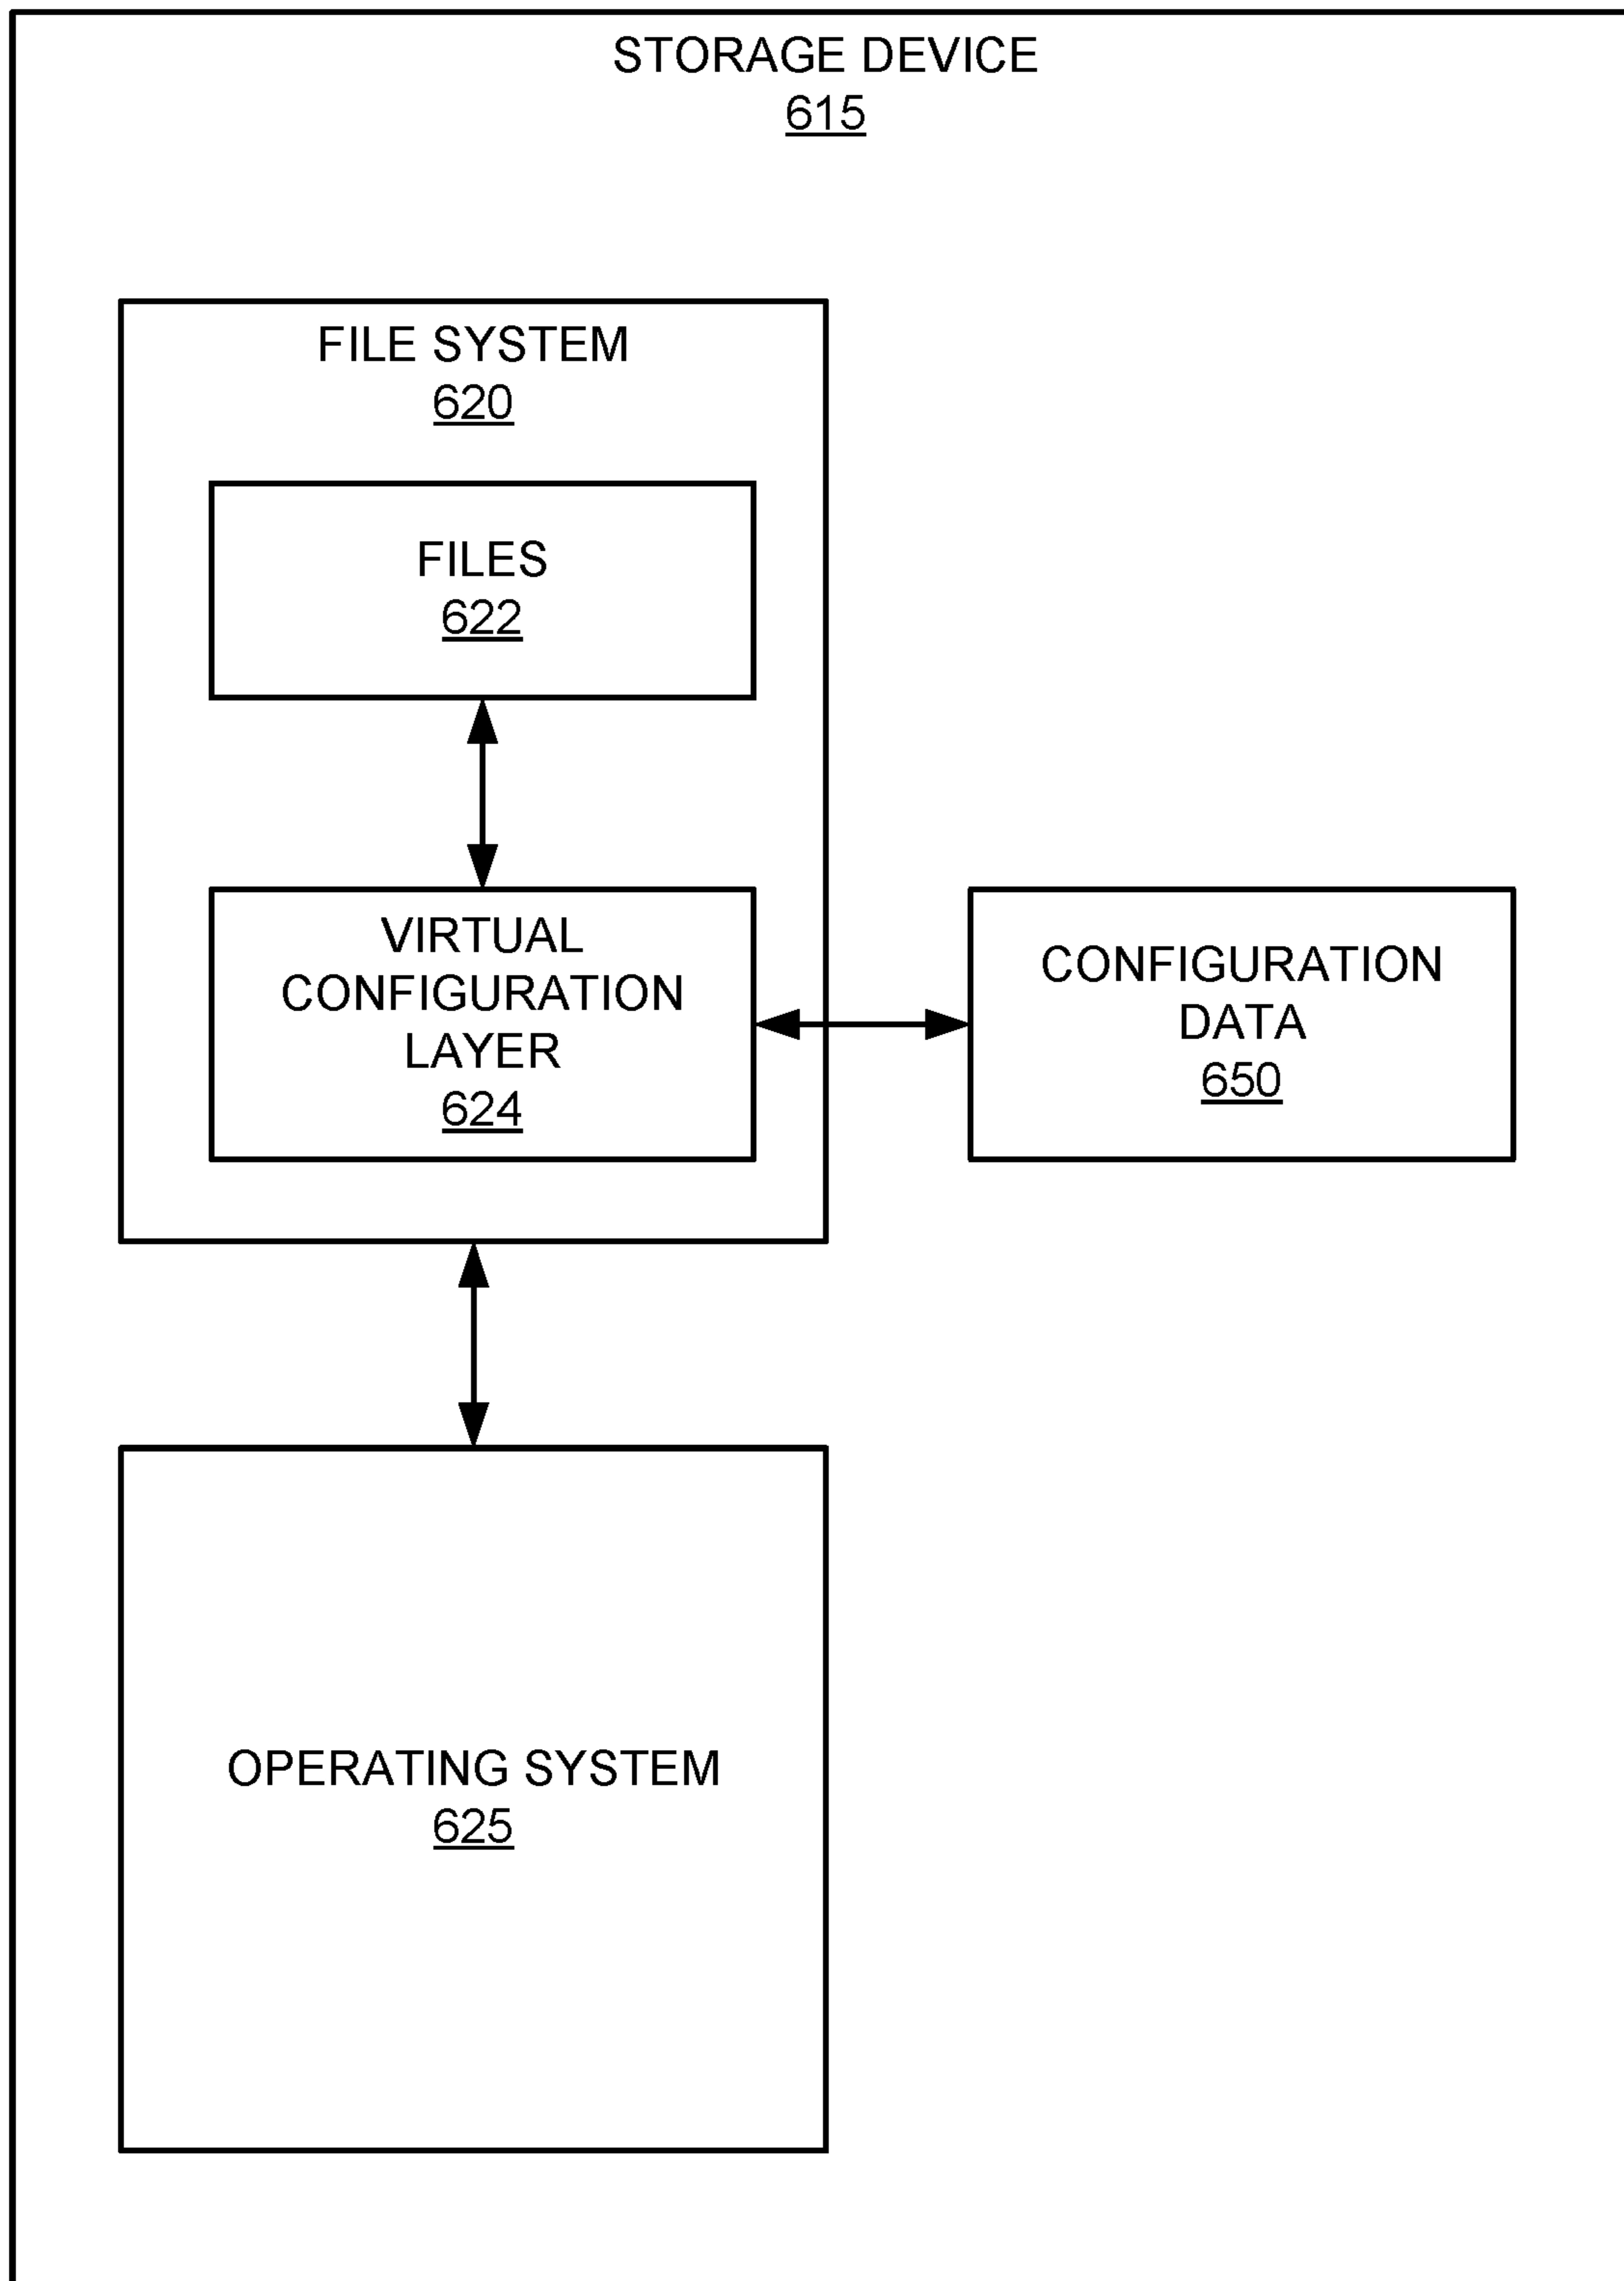 STORAGE DEVICE
615
FILE SYSTEM
620
FILES
622
VIRTUAL
CONFIGURATION
LAYER
624
CONFIGURATION
DATA
650
OPERATING SYSTEM
625